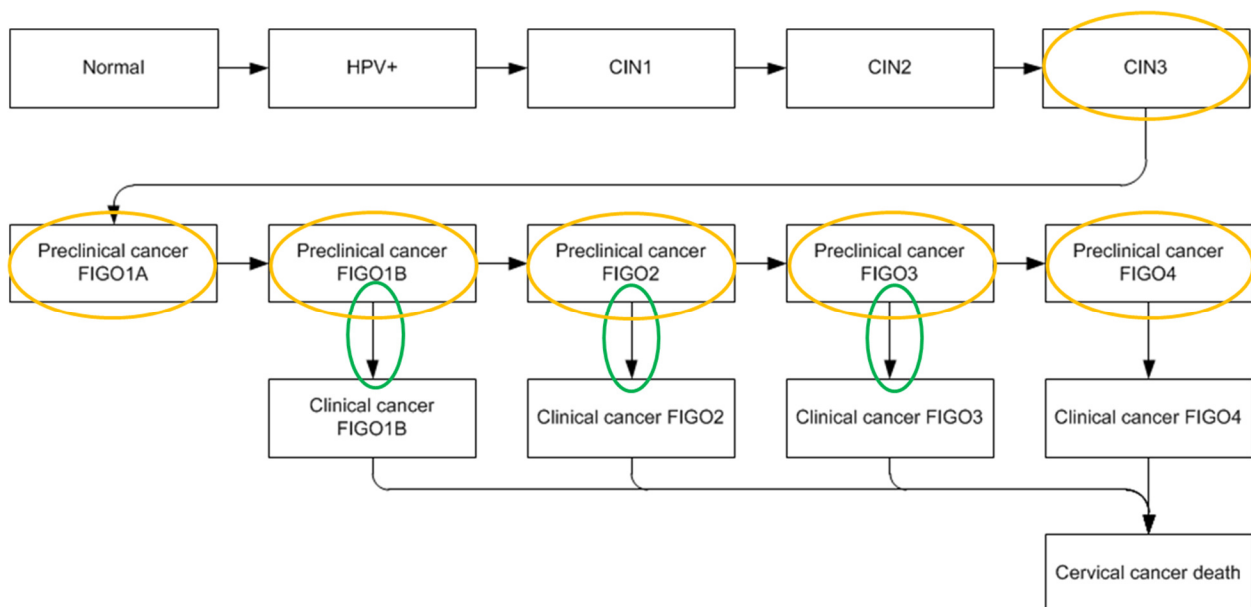 Normal
HPV+
CIN1
CIN2
CIN3
Preclinical cancer
FIGO1A
Preclinical cancer
FIGO1B
Preclinical cancer
FIGO2
Preclinical cancer
FIGO3
Preclinical cancer
FIGO4
Clinical cancer
FIGO1B
Clinical cancer FIGO2
Clinical cancer FIGO3
Clinical cancer FIGO4
Cervical cancer death